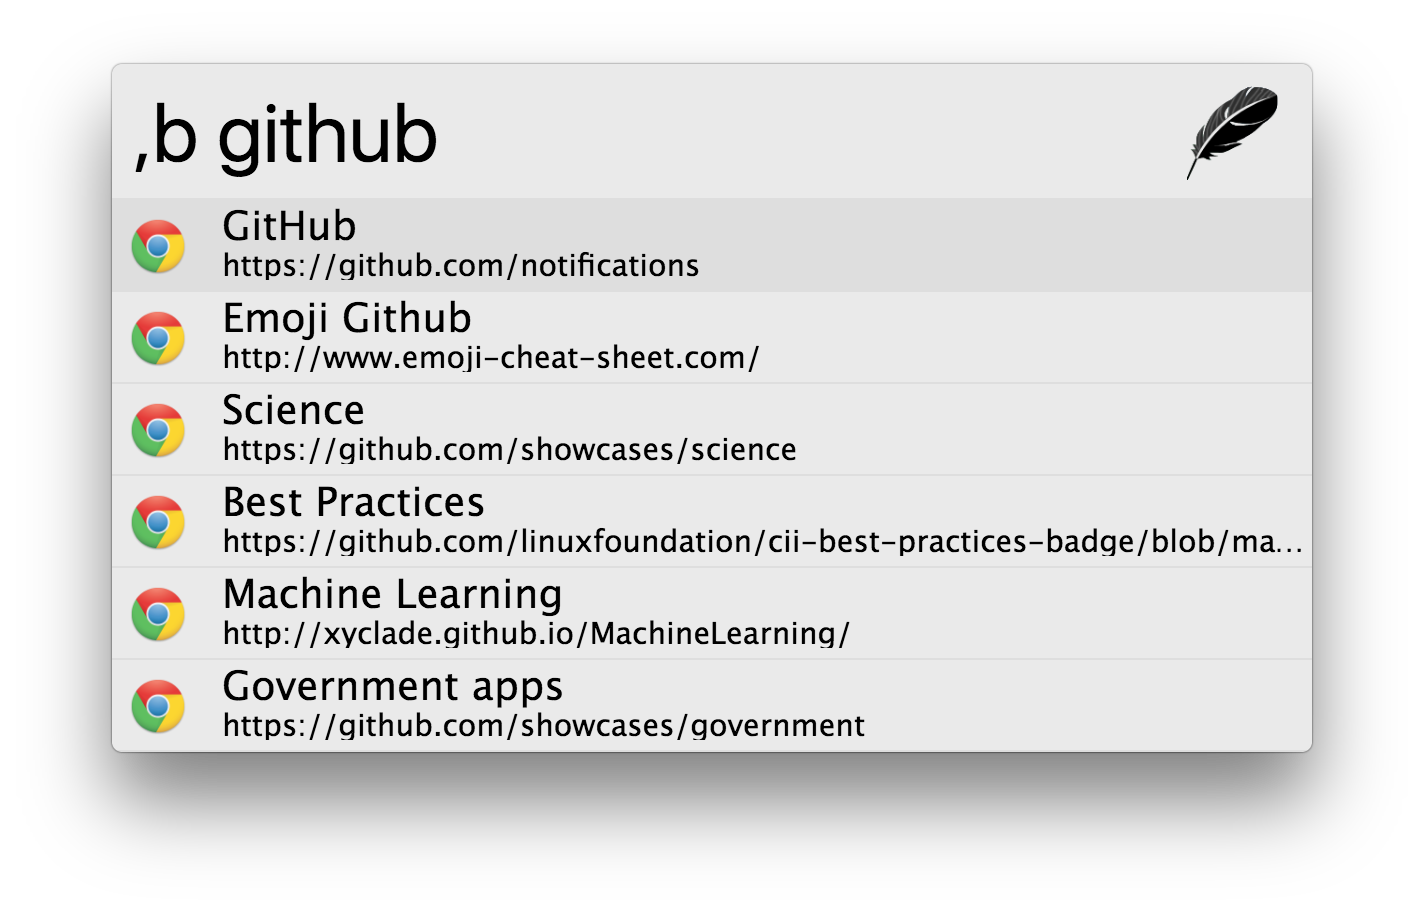 ,b github
GitHub
https://github.com/notifications
Emoji Github
http://www.emoji-cheat-sheet.com/
Science
https://github.com/showcases/science
Best Practices
https://github.com/linuxfoundation/cii-best-practices-badge/blob/ma...
Machine Learning
http://xyclade.github.io/MachineLearning/
Government apps
https://github.com/showcases/government